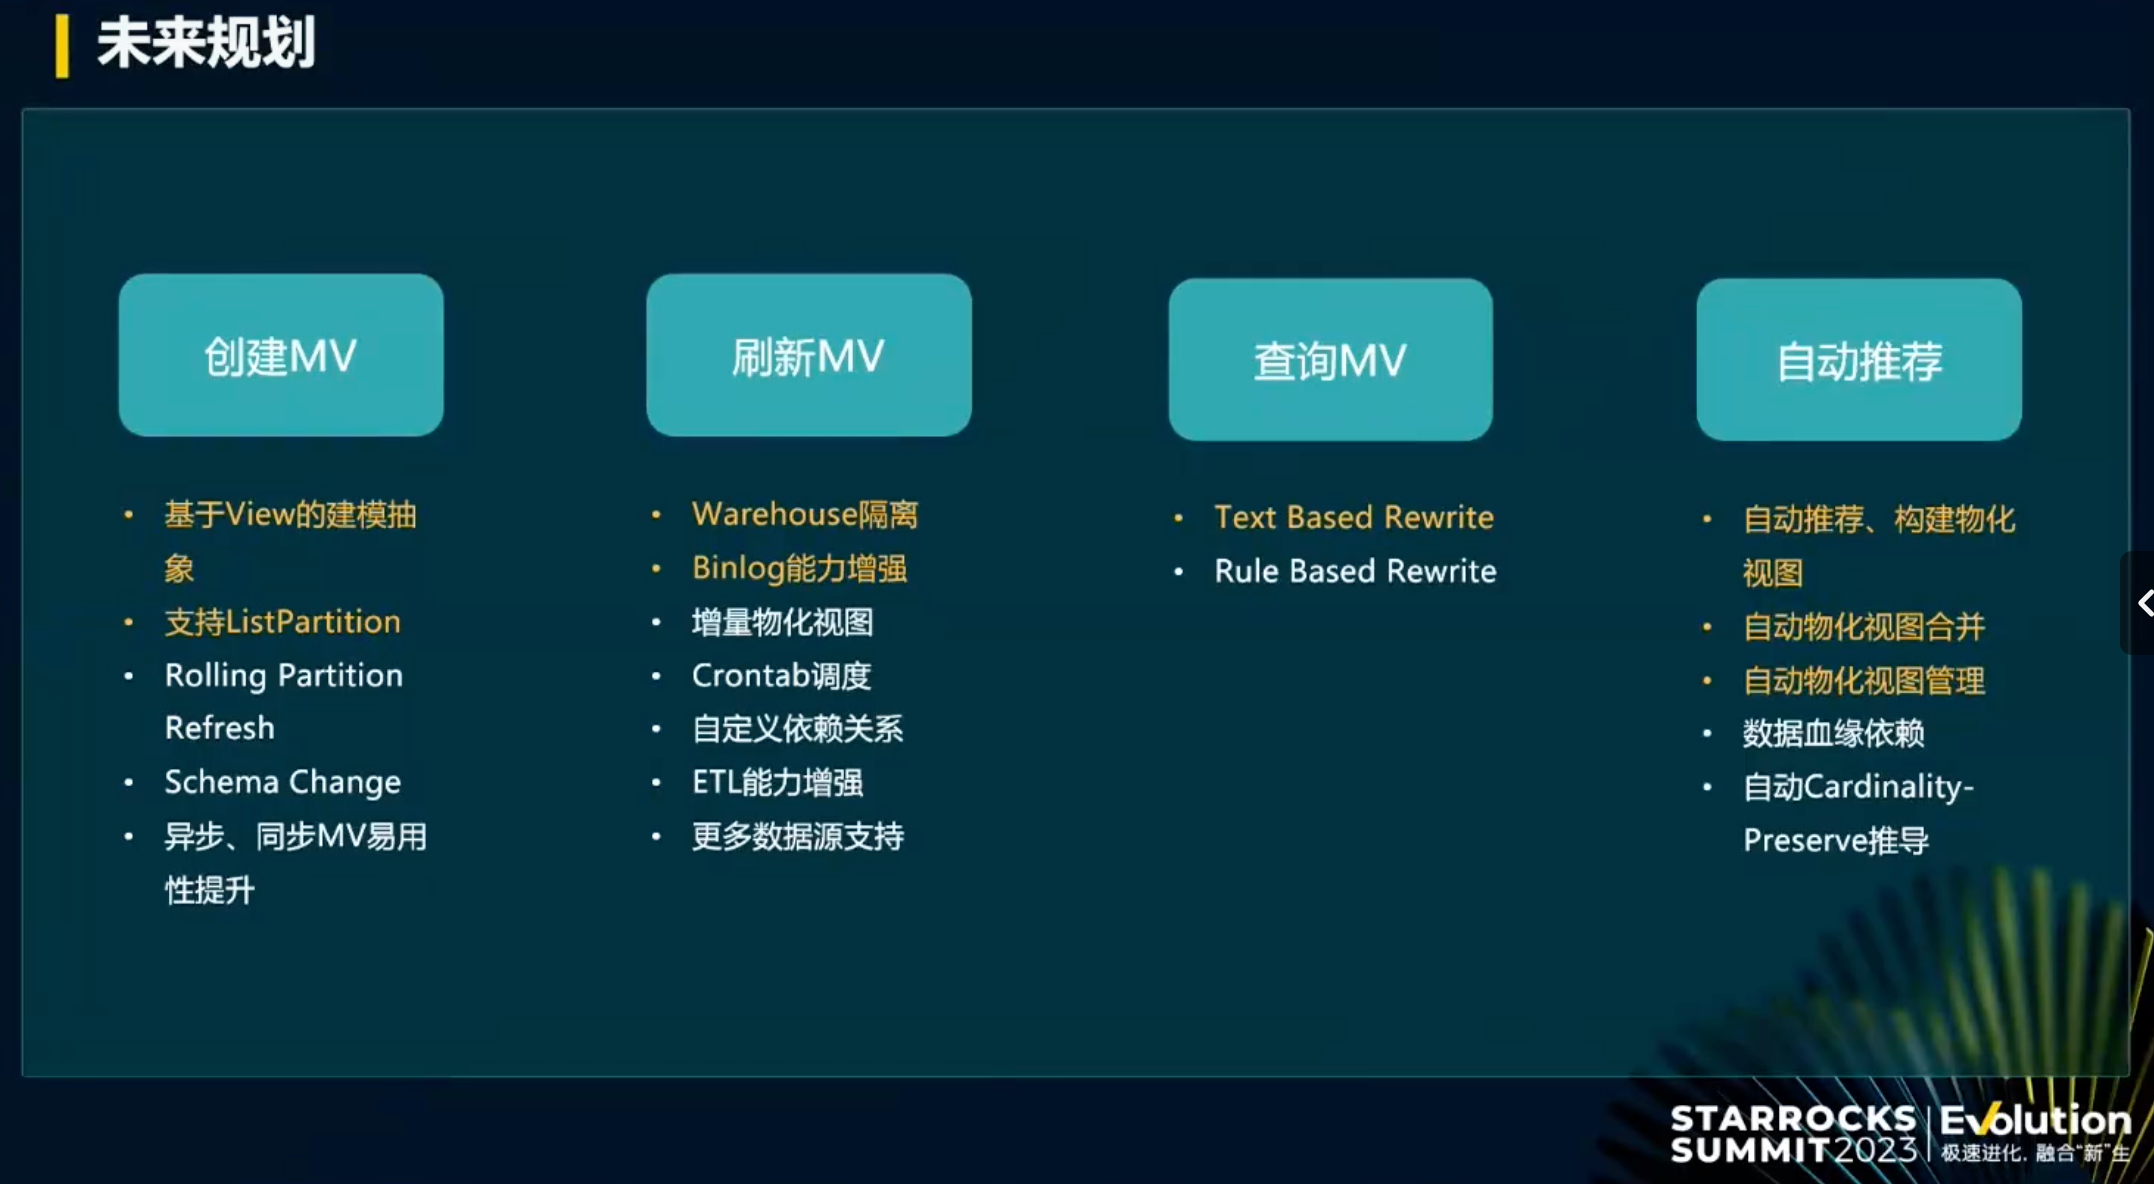 未来规划
创建MV
基于View的建模抽
象
支持ListPartition
Rolling Partition
Refresh
Schema Change
异步、同步MV易用
性提升
刷新MV
Warehouse隔离
Binlog能力增强
增量物化视图
Crontab调度
自定义依赖关系
ETL能力增强
更多数据源支持
查询MV
Text Based Rewrite
Rule Based Rewrite
自动推荐
自动推荐、构建物化
视图
自动物化视图合并
自动物化视图管理
数据血缘依赖
自动Cardinality-
Preserve推导
STARROCKS
SUMMIT2023
Evolution
极速进化,融合“新”生